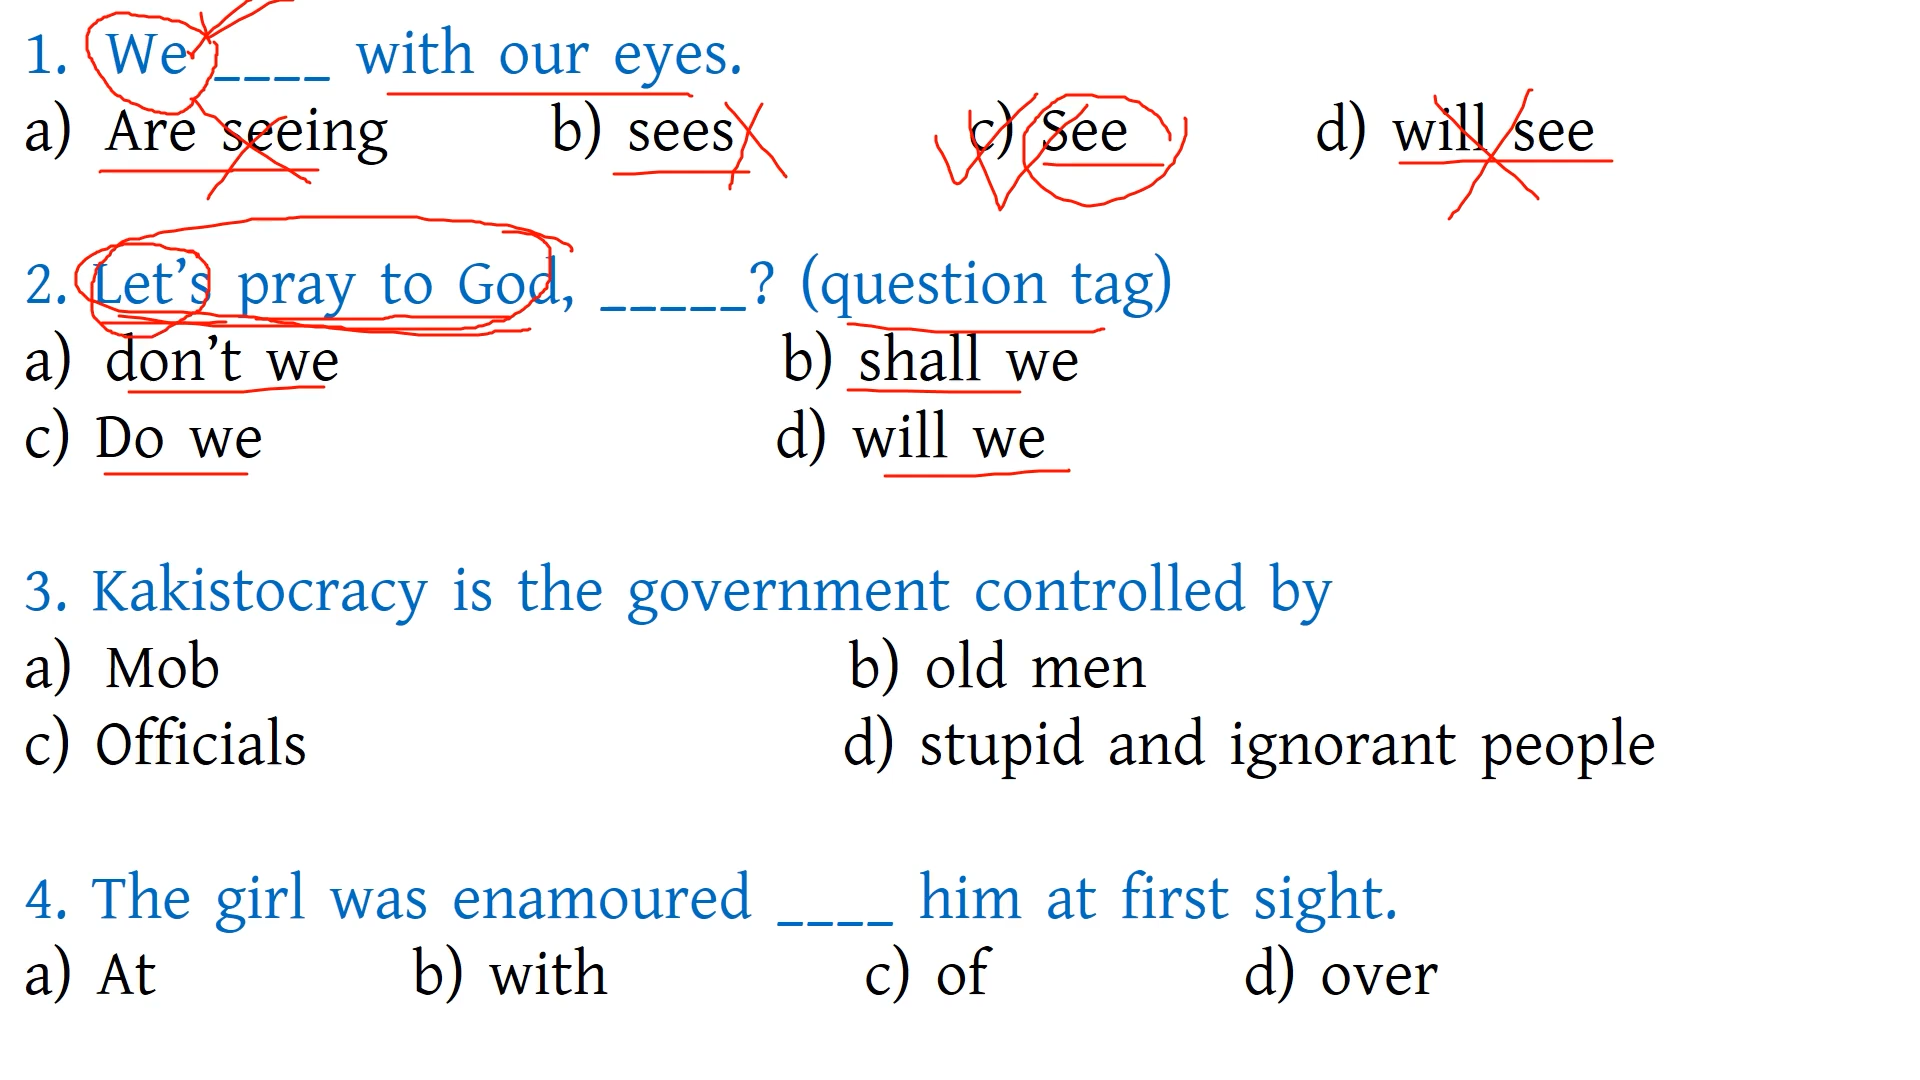 1. We ____ with our eyes.
a) Are seeing b) sees c) See d) will see
2. Let’s pray to God, _____? (question tag)
a) don’t we b) shall we
c) Do we d) will we
3. Kakistocracy is the government controlled by
a) Mob b) old men
c) Officials d) stupid and ignorant people
4. The girl was enamoured ____ him at first sight.
a) At b) with c) of d) over